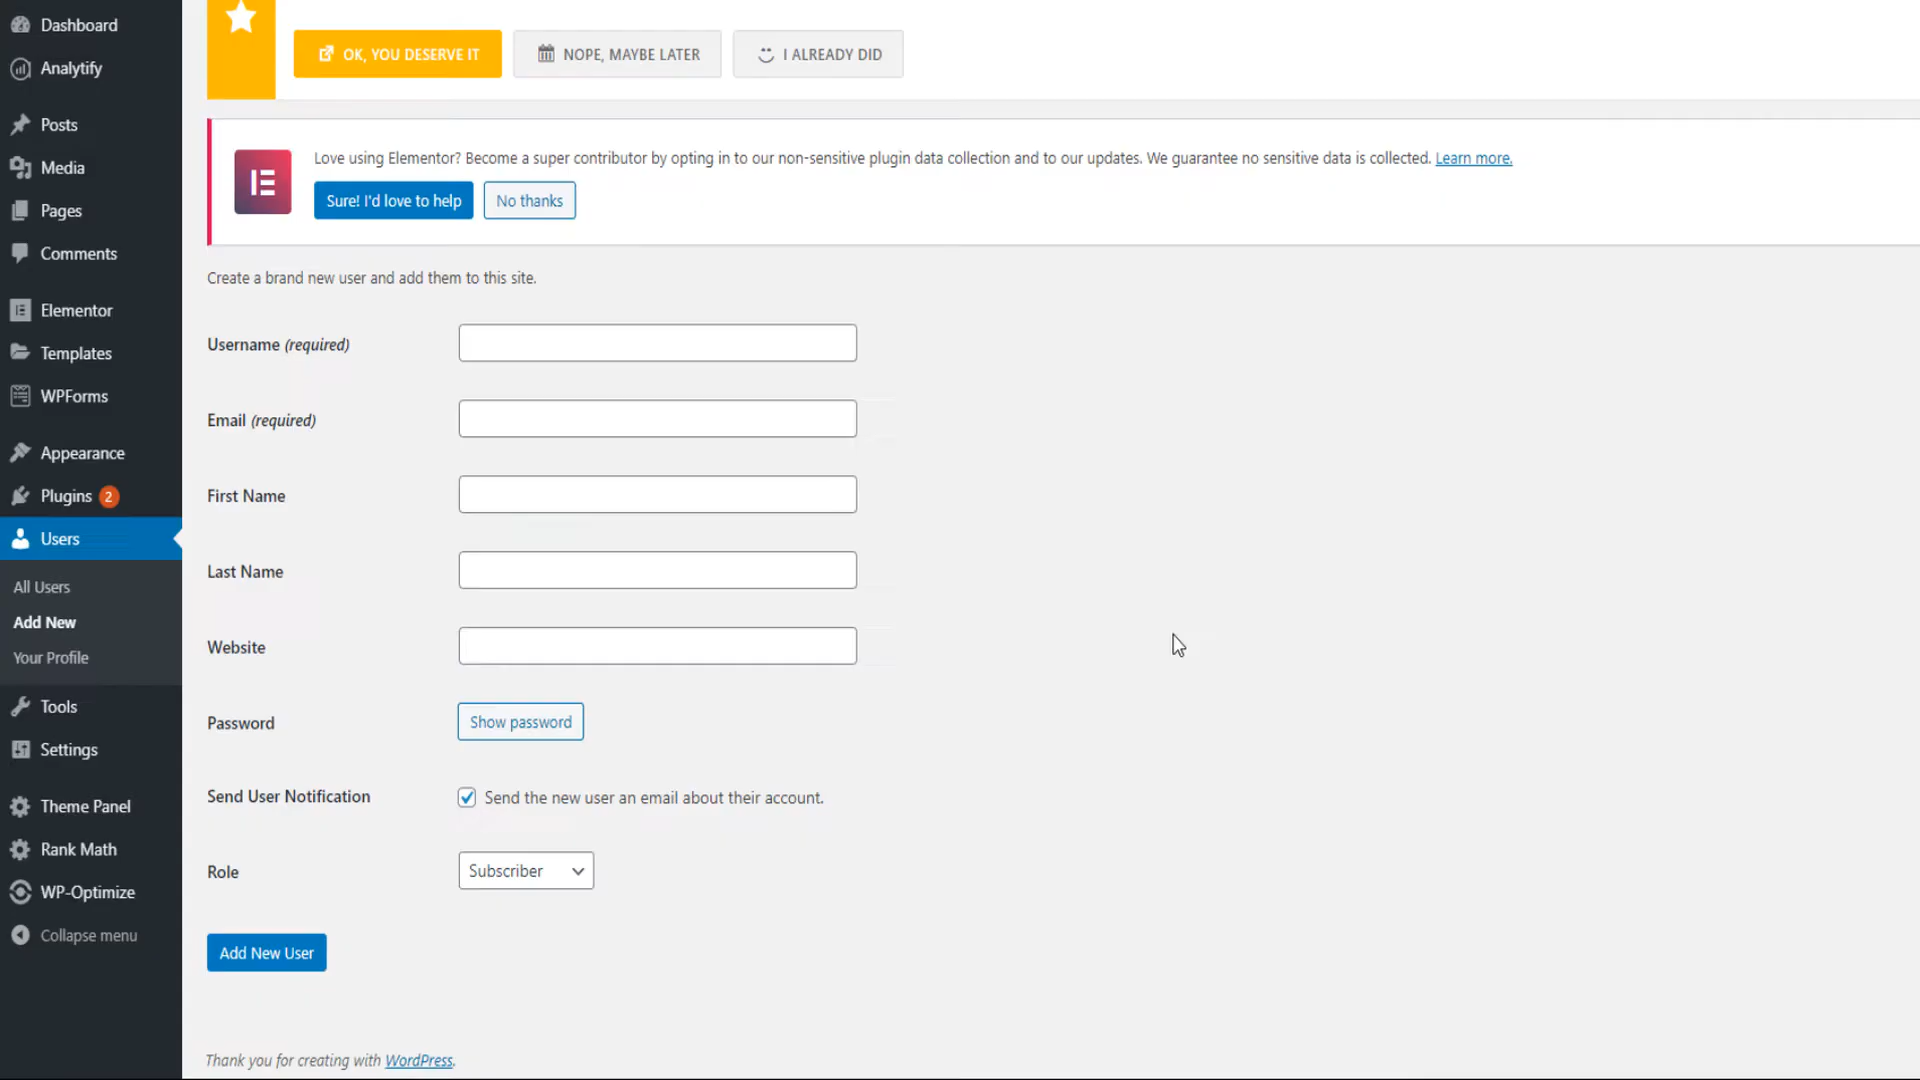 Dashboard
Analytify
Posts
Media
Pages
Comments
Elementor
Templates
WPForms
Appearance
Plugins 2
Users
All Users
Add New
Your Profile
Tools
Settings
Theme Panel
Rank Math
WP-Optimize
Collapse menu
OK, YOU DESERVE IT
NOPE, MAYBE LATER
I ALREADY DID
Love using Elementor? Become a super contributor by opting in to our non-sensitive plugin data collection and to our updates. We guarantee no sensitive data is collected. Learn more.
Sure! I'd love to help
No thanks
Create a brand new user and add them to this site.
Username (required)
Email (required)
First Name
Last Name
Website
Password
Show password
Send User Notification
Send the new user an email about their account.
Role
Subscriber
Add New User
Thank you for creating with WordPress.